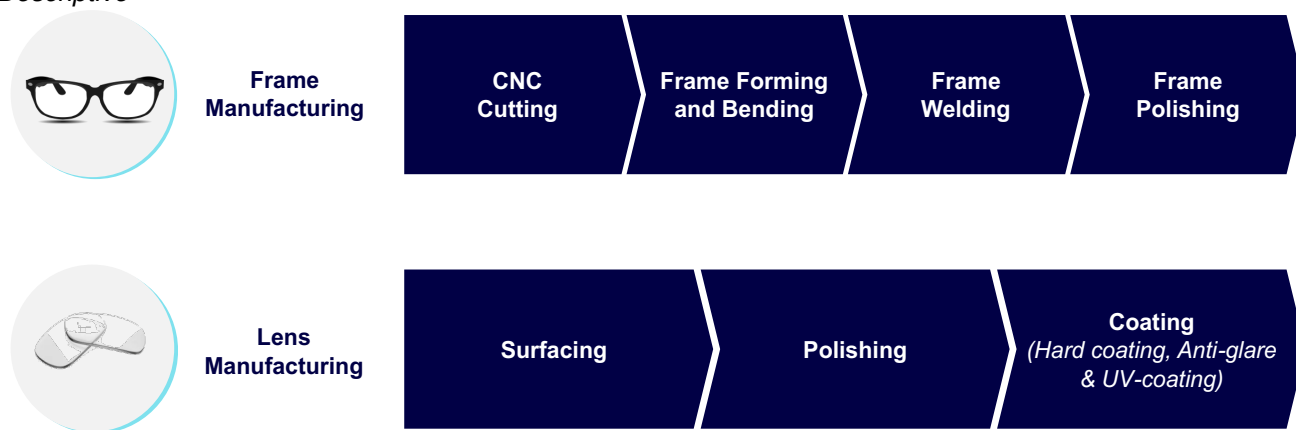 Descriptive
Frame
Manufacturing
CNC
Cutting
Frame Forming
and Bending
Frame
Welding
Frame
Polishing
Lens
Manufacturing
Surfacing
Polishing
Coating
(Hard coating, Anti-glare
& UV-coating)